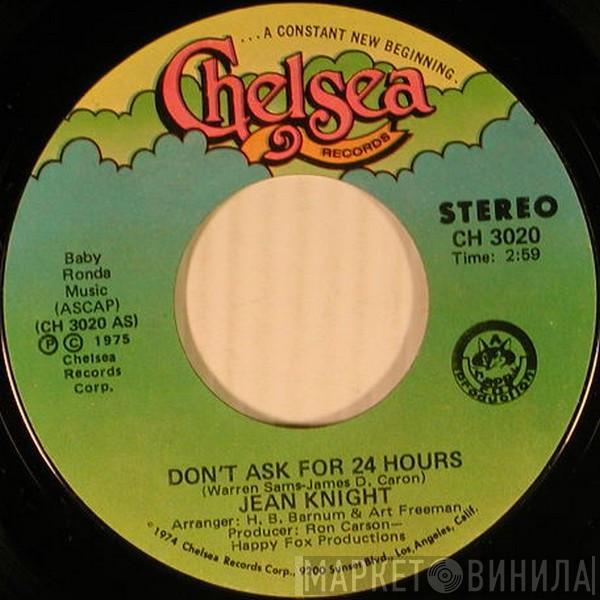 ...A CONSTANT NEW BEGINNING.
Chelsea
RECORDS
STEREO
CH 3020
Time: 2:59
Baby
Ronda
Music
(ASCAP)
(CH 3020 AS)
Ⓟ © 1975
Chelsea
Records
Corp.
A
production
DON'T ASK FOR 24 HOURS
(Warren Sams-James D. Caron)
JEAN KNIGHT
Arranger: H. B. Barnum & Art Freeman
Producer: Ron Carson—
Happy Fox Productions
©1974 Chelsea Records Corp., 9200 Sunset Blvd., Los Angeles, Calif.
МАРКЕТ ВИНИЛА